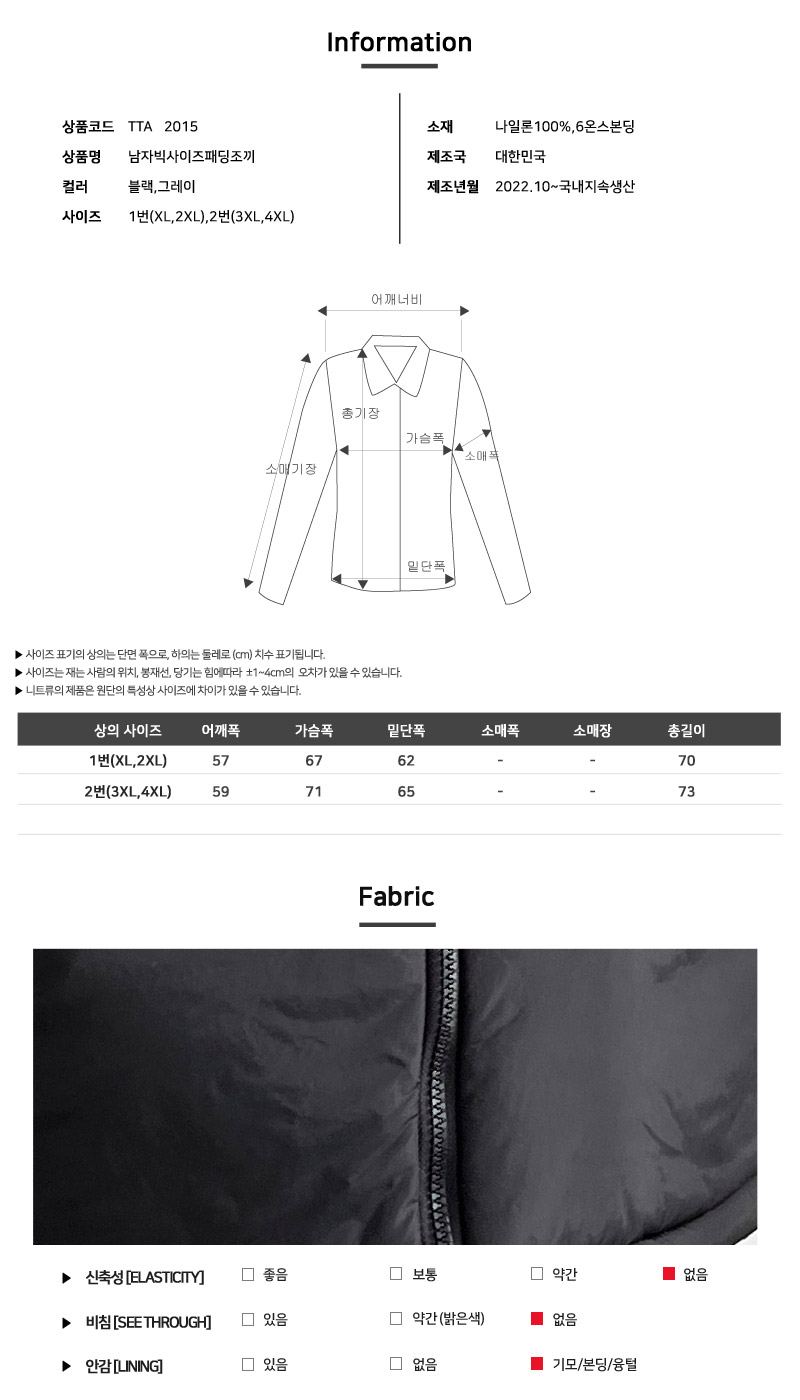 Information
상품코드 TTA 2015
상품명 남자빅사이즈패딩조끼
컬러 블랙,그레이
사이즈 1번(XL,2XL),2번(3XL,4XL)
소재 나일론100%,6온스본딩
제조국 대한민국
제조년월 2022.10~국내지속생산
어깨너비
총기장
가슴폭
소매폭
소매기장
밑단폭
▶ 사이즈 표기의 상의는 단면 폭으로, 하의는 둘레로 (cm) 치수 표기됩니다.
▶ 사이즈는 재는 사람의 위치, 봉재선, 당기는 힘에따라 ±1~4cm의 오차가 있을 수 있습니다.
▶ 니트류의 제품은 원단의 특성상 사이즈에 차이가 있을 수 있습니다.
상의 사이즈 어깨폭 가슴폭 밑단폭 소매폭 소매장 총길이
1번(XL,2XL) 57 67 62 - - 70
2번(3XL,4XL) 59 71 65 - - 73
Fabric
▶ 신축성 [ELASTICITY] □ 좋음 □ 보통 □ 약간 ■ 없음
▶ 비침 [SEE THROUGH] □ 있음 □ 약간 (밝은색) ■ 없음
▶ 안감 [LINING] □ 있음 □ 없음 ■ 기모/본딩/융털